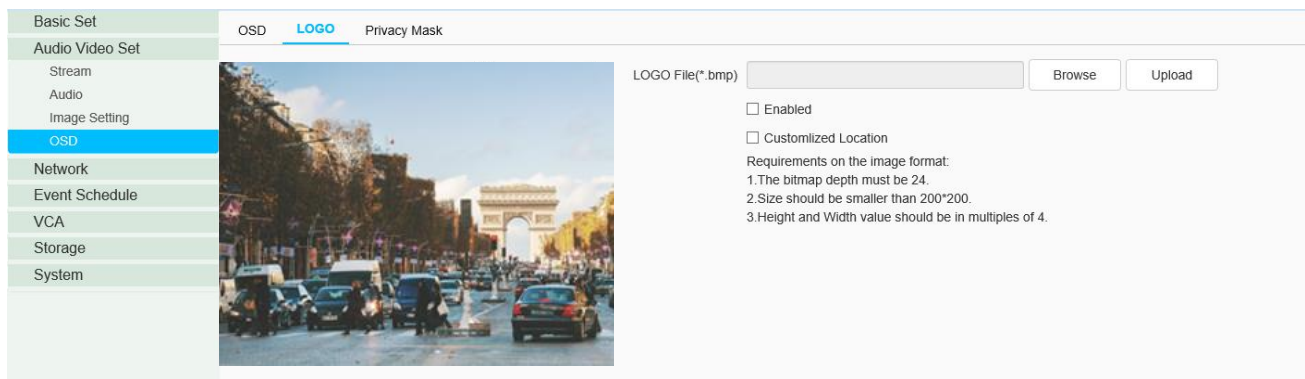 Basic Set
Audio Video Set
Stream
Audio
Image Setting
OSD
Network
Event Schedule
VCA
Storage
System
OSD LOGO Privacy Mask
LOGO File(*.bmp) Browse Upload
Enabled
Customlized Location
Requirements on the image format:
1.The bitmap depth must be 24.
2.Size should be smaller than 200*200.
3.Height and Width value should be in multiples of 4.